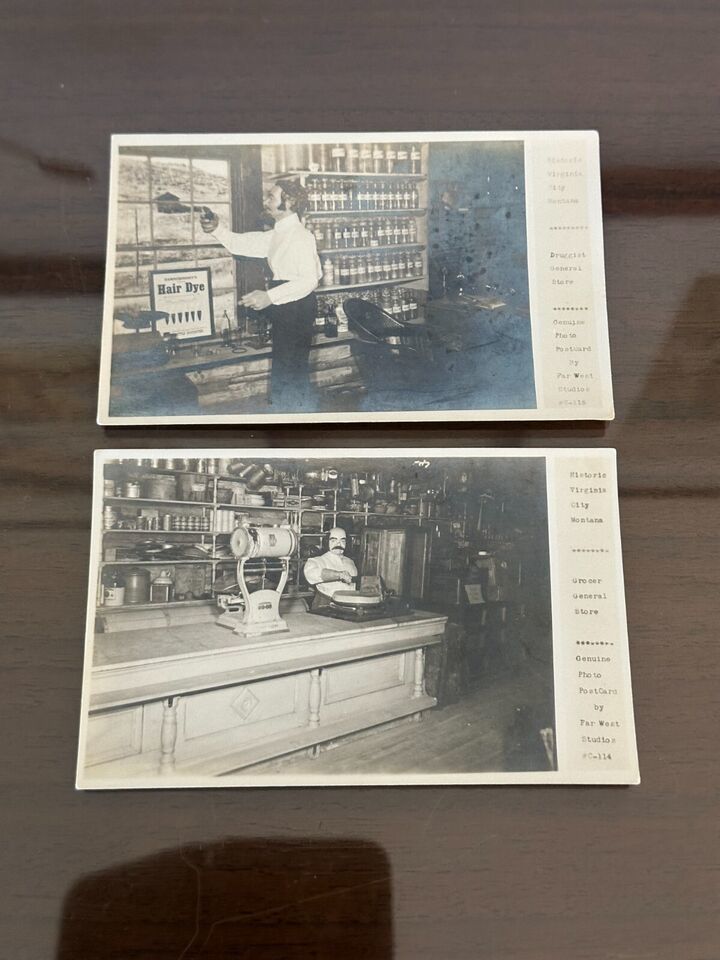 Historic
Virginia
City
Montana
Druggist
General
Store
Genuine
Photo
Postcard
By
Far West
Studios
#C-115
Hair Dye
Historic
Virginia
City
Montana
Grocer
General
Store
Genuine
Photo
PostCard
by
Far West
Studios
#C-114